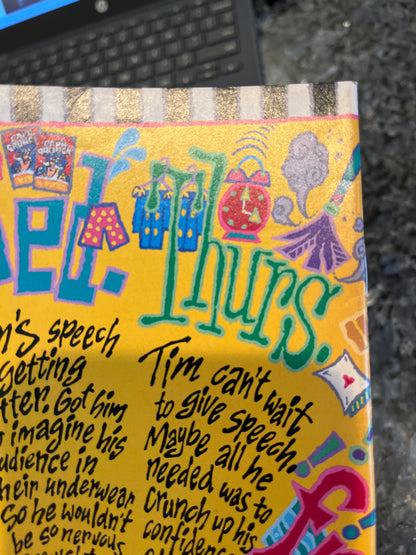 ed. Thurs.
n's speech
getting
tter. Got him
imagine his
udience in
heir underwear
so he wouldn't
be so nervous
Tim can't wait
to give speech.
Maybe all he
needed was to
crunch up his
confidence